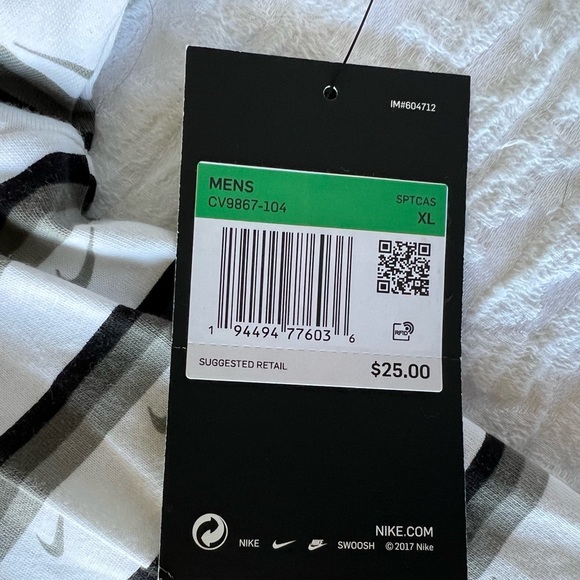 IM#604712
MENS
CV9867-104
SPTCAS
XL
1 94494 77603 6
RFID
SUGGESTED RETAIL
$25.00
NIKE.COM
NIKE SWOOSH © 2017 Nike